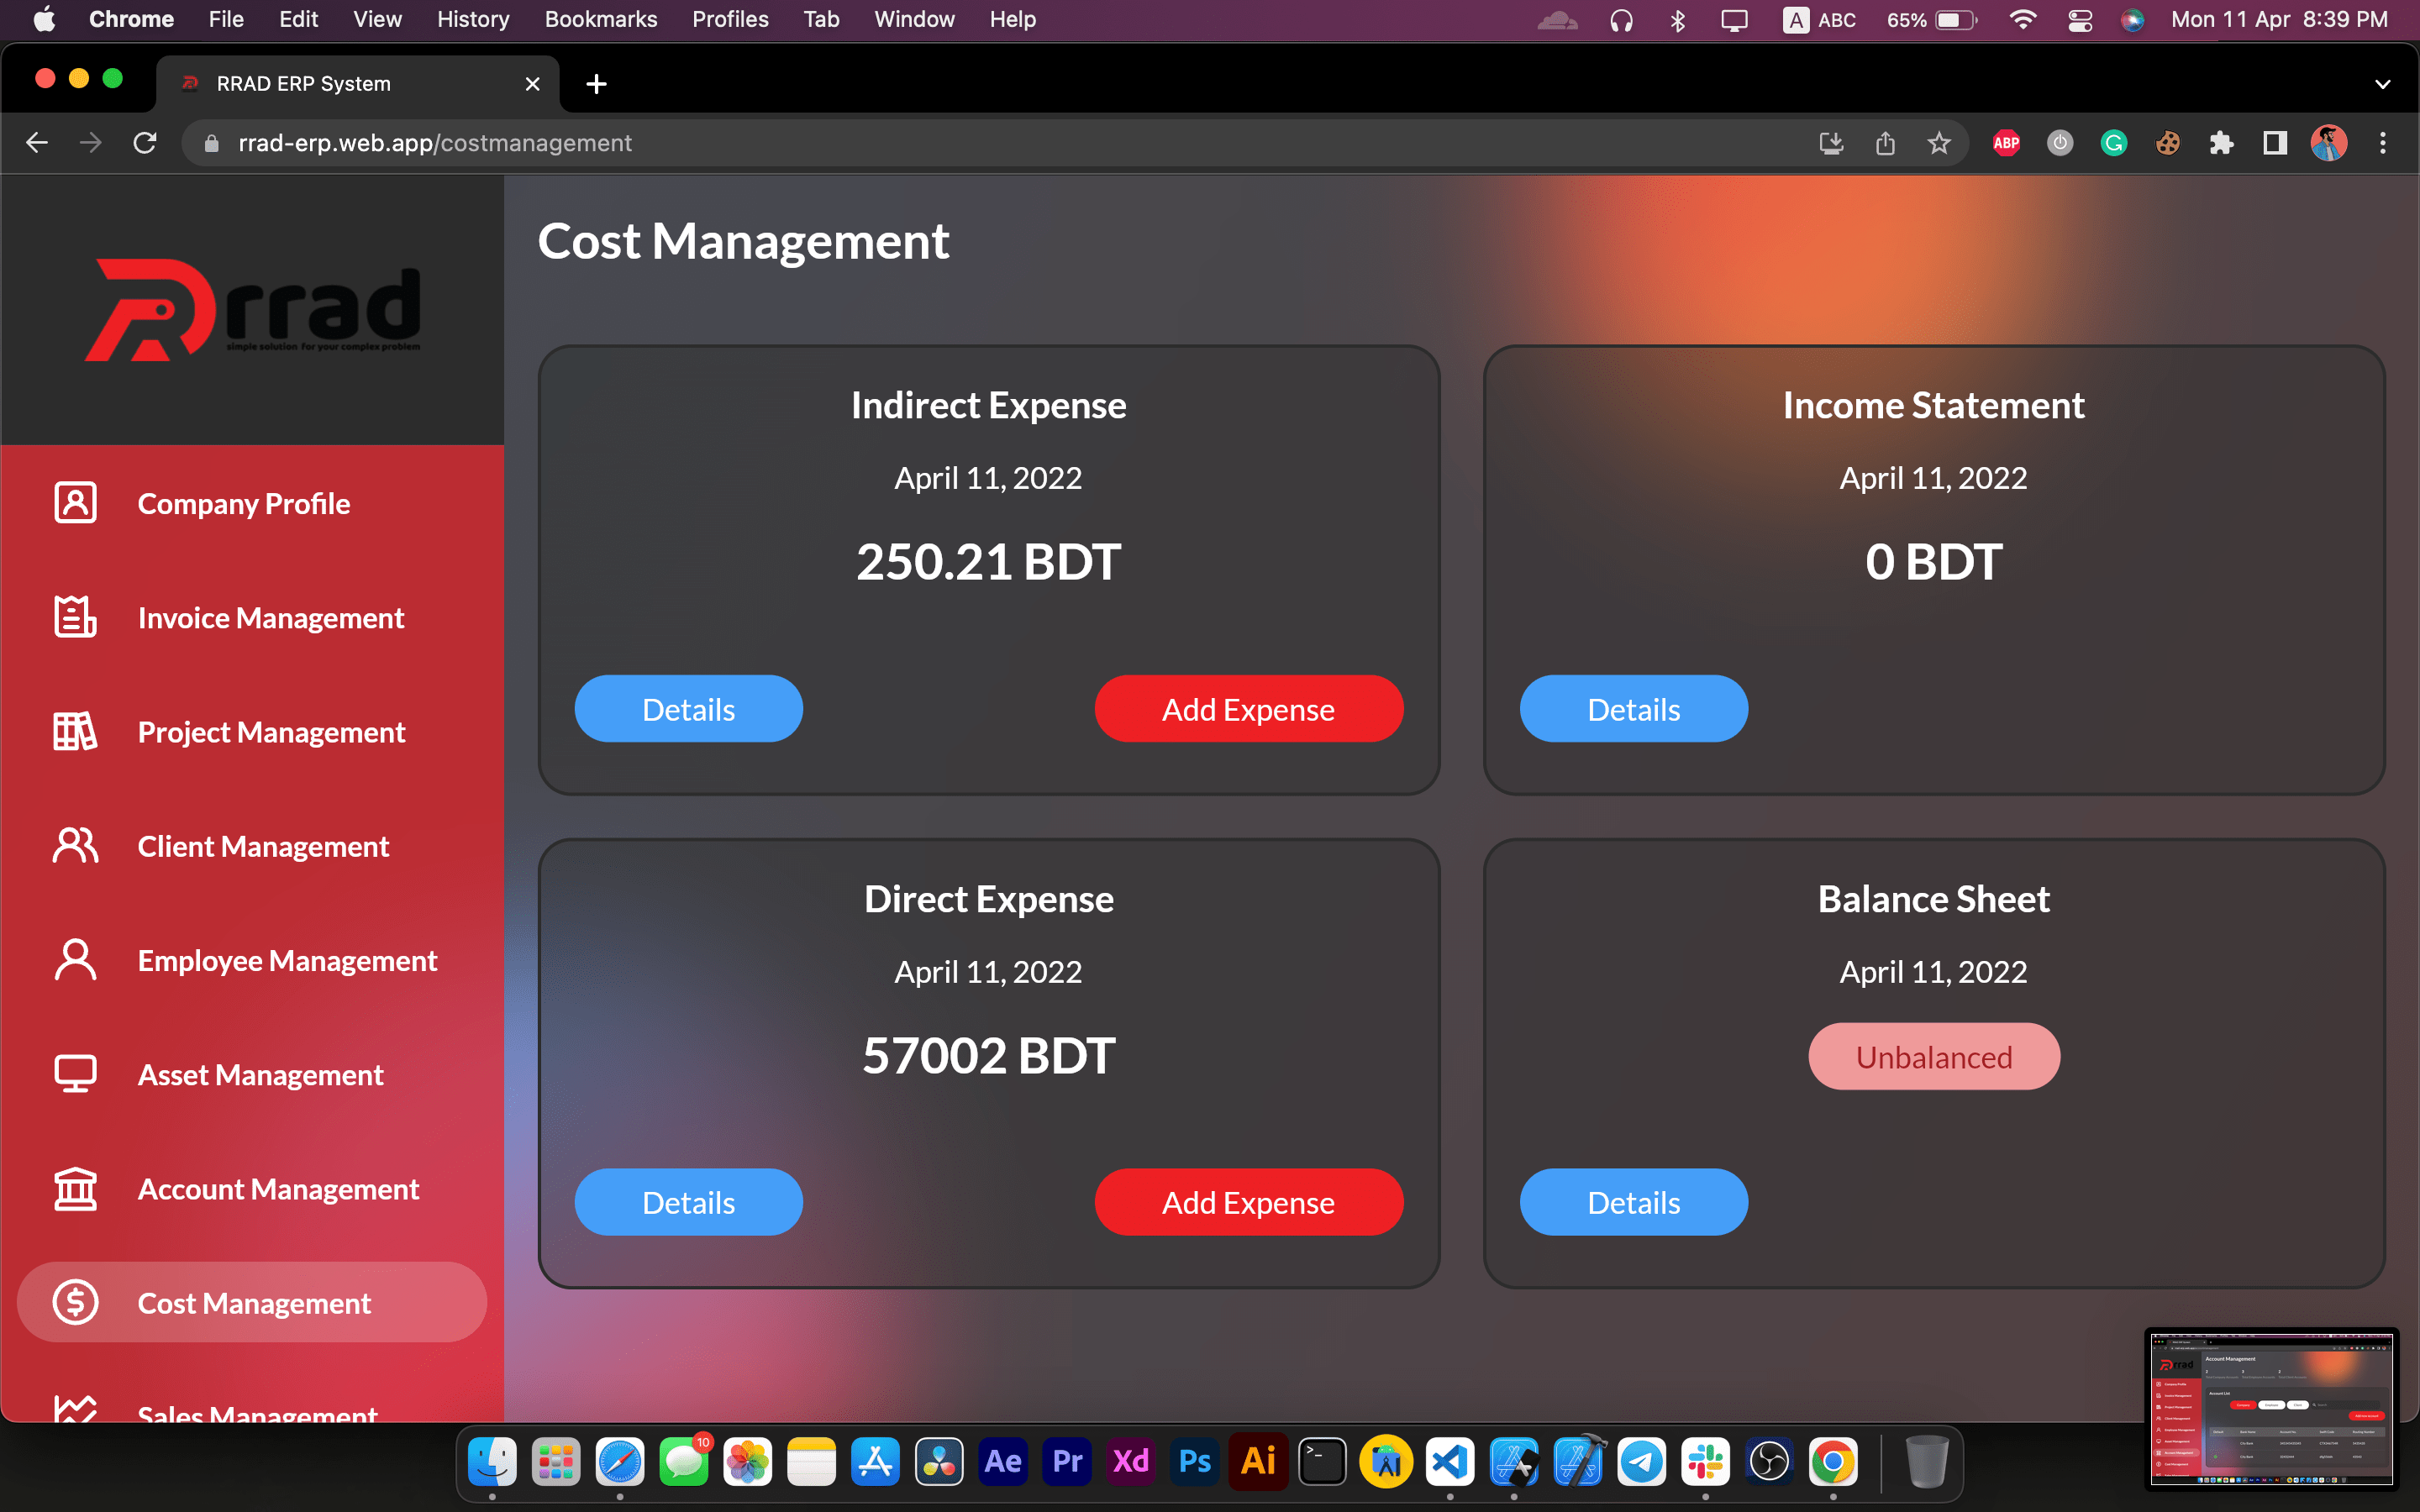 Chrome File Edit View History Bookmarks Profiles Tab Window Help A ABC 65% Mon 11 Apr 8:39 PM
RRAD ERP System
rrad-erp.web.app/costmanagement ABP
rrad
simple solution for your complex problem
Company Profile
Invoice Management
Project Management
Client Management
Employee Management
Asset Management
Account Management
Cost Management
Sales Management
Cost Management
Indirect Expense
April 11, 2022
250.21 BDT
Details Add Expense
Income Statement
April 11, 2022
0 BDT
Details
Direct Expense
April 11, 2022
57002 BDT
Details Add Expense
Balance Sheet
April 11, 2022
Unbalanced
Details
Account Management
10
Ae Pr Xd Ps Ai